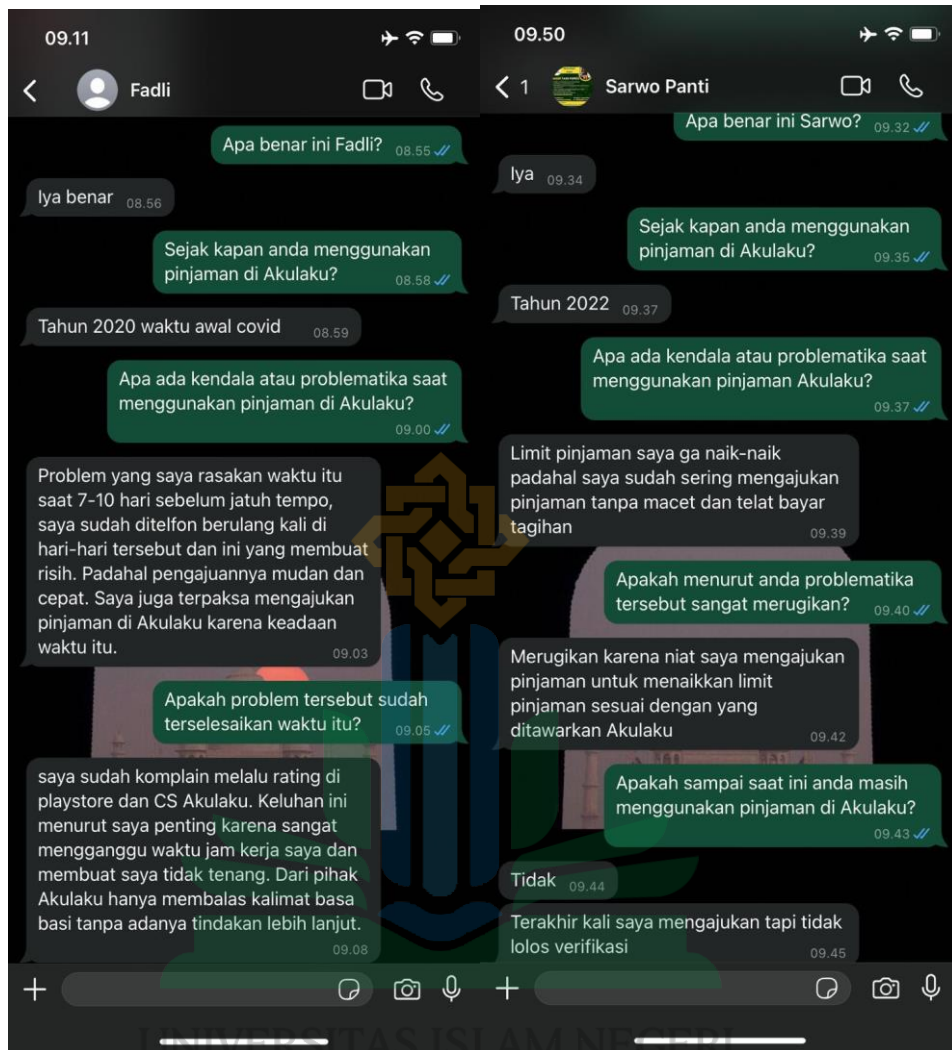 09.11
Fadli
Apa benar ini Fadli? 08.55
Iya benar 08.56
Sejak kapan anda menggunakan
pinjaman di Akulaku? 08.58
Tahun 2020 waktu awal covid 08.59
Apa ada kendala atau problematika saat
menggunakan pinjaman di Akulaku?
09.00
Problem yang saya rasakan waktu itu
saat 7-10 hari sebelum jatuh tempo,
saya sudah ditelfon berulang kali di
hari-hari tersebut dan ini yang membuat
risih. Padahal pengajuannya mudan dan
cepat. Saya juga terpaksa mengajukan
pinjaman di Akulaku karena keadaan
waktu itu. 09.03
Apakah problem tersebut sudah
terselesaikan waktu itu? 09.05
saya sudah komplain melalu rating di
playstore dan CS Akulaku. Keluhan ini
menurut saya penting karena sangat
mengganggu waktu jam kerja saya dan
membuat saya tidak tenang. Dari pihak
Akulaku hanya membalas kalimat basa
basi tanpa adanya tindakan lebih lanjut.
09.08
09.50
1 Sarwo Panti
Apa benar ini Sarwo? 09.32
Iya 09.34
Sejak kapan anda menggunakan
pinjaman di Akulaku? 09.35
Tahun 2022 09.37
Apa ada kendala atau problematika saat
menggunakan pinjaman Akulaku?
09.37
Limit pinjaman saya ga naik-naik
padahal saya sudah sering mengajukan
pinjaman tanpa macet dan telat bayar
tagihan 09.39
Apakah menurut anda problematika
tersebut sangat merugikan? 09.40
Merugikan karena niat saya mengajukan
pinjaman untuk menaikkan limit
pinjaman sesuai dengan yang
ditawarkan Akulaku 09.42
Apakah sampai saat ini anda masih
menggunakan pinjaman di Akulaku?
09.43
Tidak 09.44
Terakhir kali saya mengajukan tapi tidak
lolos verifikasi 09.45
UNIVERSITAS ISLAM NEGERI